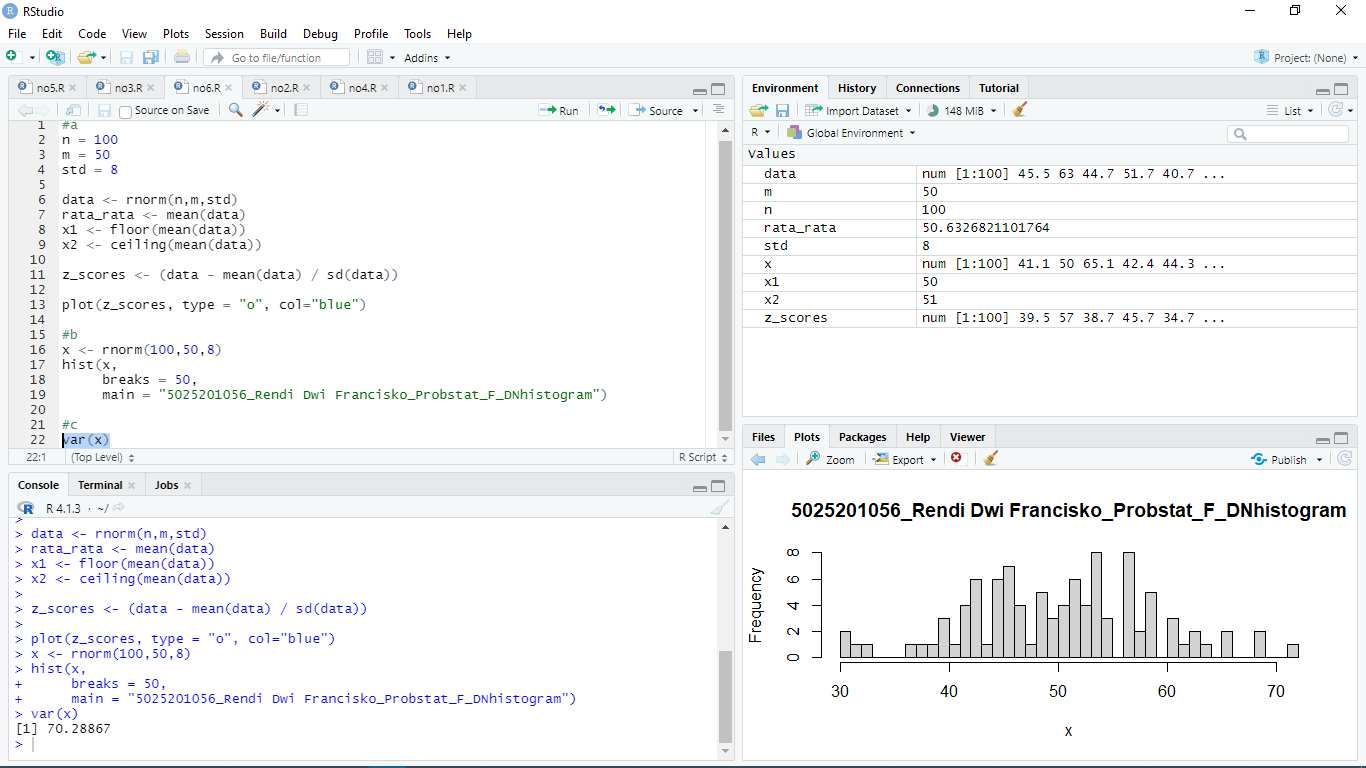 RStudio
File Edit Code View Plots Session Build Debug Profile Tools Help
Go to file/function Addins Project: (None)
no5.R no3.R no6.R no2.R no4.R no1.R
Source on Save Run Source
1 #a
2 n = 100
3 m = 50
4 std = 8
5
6 data <- rnorm(n,m,std)
7 rata_rata <- mean(data)
8 x1 <- floor(mean(data))
9 x2 <- ceiling(mean(data))
10
11 z_scores <- (data - mean(data) / sd(data))
12
13 plot(z_scores, type = "o", col="blue")
14
15 #b
16 x <- rnorm(100,50,8)
17 hist(x,
18 breaks = 50,
19 main = "5025201056_Rendi Dwi Francisko_Probstat_F_DNhistogram")
20
21 #c
22 var(x)
22:1 (Top Level) R Script
Console Terminal Jobs
R 4.1.3 · ~/
>
> data <- rnorm(n,m,std)
> rata_rata <- mean(data)
> x1 <- floor(mean(data))
> x2 <- ceiling(mean(data))
>
> z_scores <- (data - mean(data) / sd(data))
>
> plot(z_scores, type = "o", col="blue")
> x <- rnorm(100,50,8)
> hist(x,
+ breaks = 50,
+ main = "5025201056_Rendi Dwi Francisko_Probstat_F_DNhistogram")
> var(x)
[1] 70.28867
>
Environment History Connections Tutorial
Import Dataset 148 MiB List
R Global Environment
Values
data num [1:100] 45.5 63 44.7 51.7 40.7 ...
m 50
n 100
rata_rata 50.6326821101764
std 8
x num [1:100] 41.1 50 65.1 42.4 44.3 ...
x1 50
x2 51
z_scores num [1:100] 39.5 57 38.7 45.7 34.7 ...
Files Plots Packages Help Viewer
Zoom Export Publish
5025201056_Rendi Dwi Francisko_Probstat_F_DNhistogram
Frequency
8
6
4
2
0
30 40 50 60 70
x